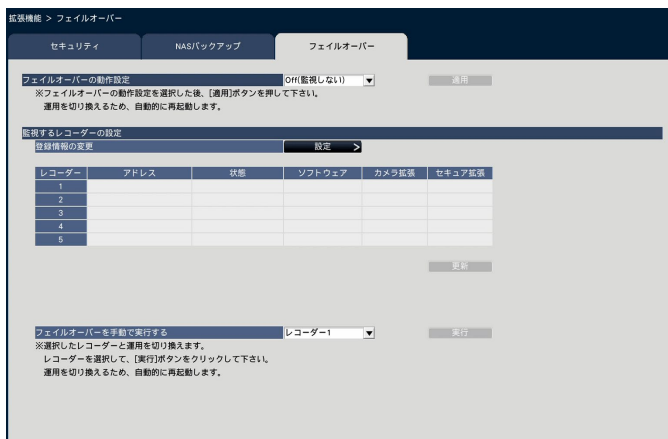 拡張機能 > フェイルオーバー
セキュリティ NASバックアップ フェイルオーバー
フェイルオーバーの動作設定 Off(監視しない) 適用
※フェイルオーバーの動作設定を選択した後、[適用]ボタンを押して下さい。
運用を切り換えるため、自動的に再起動します。
監視するレコーダーの設定
登録情報の変更 設定 >
レコーダー アドレス 状態 ソフトウェア カメラ拡張 セキュア拡張
1
2
3
4
5
更新
フェイルオーバーを手動で実行する レコーダー1 実行
※選択したレコーダーと運用を切り換えます。
レコーダーを選択して、[実行]ボタンをクリックして下さい。
運用を切り換えるため、自動的に再起動します。